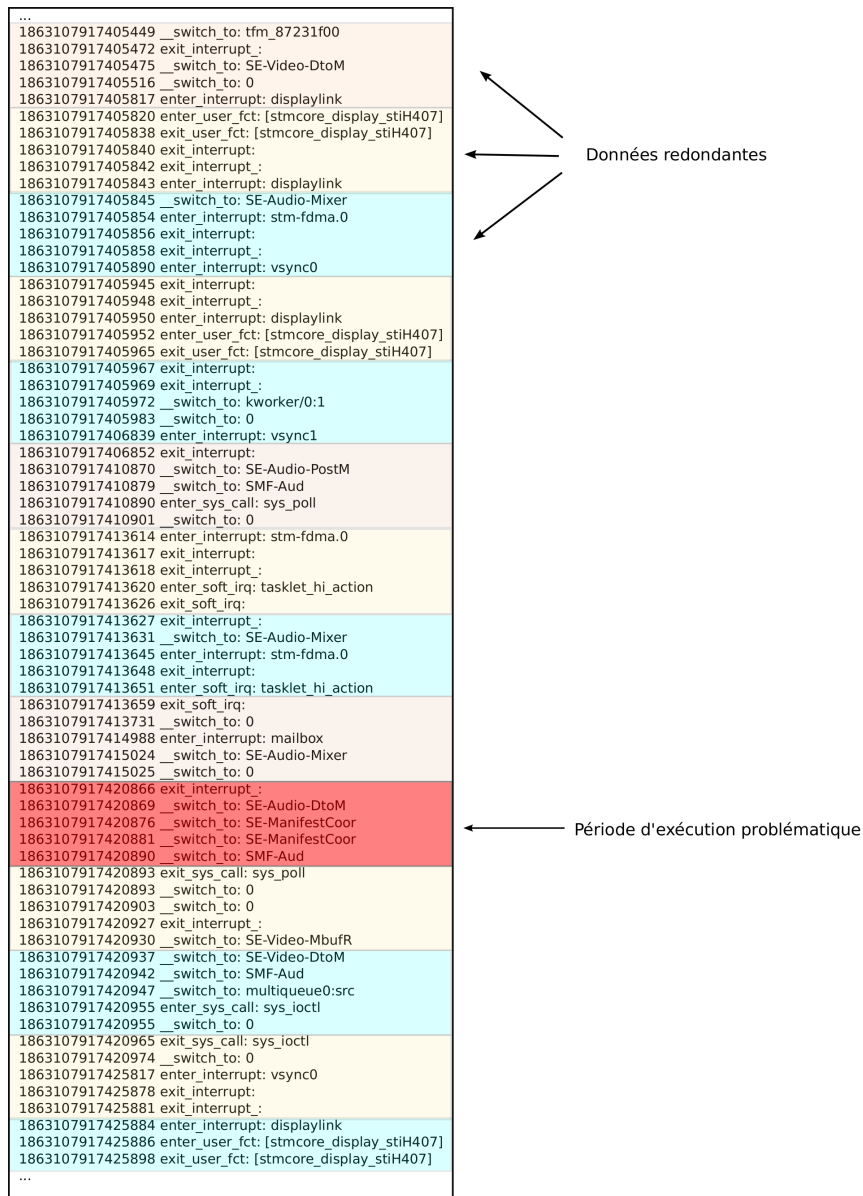 ...
1863107917405449 __switch_to: tfm_87231f00
1863107917405472 exit_interrupt_:
1863107917405475 __switch_to: SE-Video-DtoM
1863107917405516 __switch_to: 0
1863107917405817 enter_interrupt: displaylink
1863107917405820 enter_user_fct: [stmcore_display_stiH407]
1863107917405838 exit_user_fct: [stmcore_display_stiH407]
1863107917405840 exit_interrupt:
1863107917405842 exit_interrupt_:
1863107917405843 enter_interrupt: displaylink
1863107917405845 __switch_to: SE-Audio-Mixer
1863107917405854 enter_interrupt: stm-fdma.0
1863107917405856 exit_interrupt:
1863107917405858 exit_interrupt_:
1863107917405890 enter_interrupt: vsync0
1863107917405945 exit_interrupt:
1863107917405948 exit_interrupt_:
1863107917405950 enter_interrupt: displaylink
1863107917405952 enter_user_fct: [stmcore_display_stiH407]
1863107917405965 exit_user_fct: [stmcore_display_stiH407]
1863107917405967 exit_interrupt:
1863107917405969 exit_interrupt_:
1863107917405972 __switch_to: kworker/0:1
1863107917405983 __switch_to: 0
1863107917406839 enter_interrupt: vsync1
1863107917406852 exit_interrupt:
1863107917410870 __switch_to: SE-Audio-PostM
1863107917410879 __switch_to: SMF-Aud
1863107917410890 enter_sys_call: sys_poll
1863107917410901 __switch_to: 0
1863107917413614 enter_interrupt: stm-fdma.0
1863107917413617 exit_interrupt:
1863107917413618 exit_interrupt_:
1863107917413620 enter_soft_irq: tasklet_hi_action
1863107917413626 exit_soft_irq:
1863107917413627 exit_interrupt_:
1863107917413631 __switch_to: SE-Audio-Mixer
1863107917413645 enter_interrupt: stm-fdma.0
1863107917413648 exit_interrupt:
1863107917413651 enter_soft_irq: tasklet_hi_action
1863107917413659 exit_soft_irq:
1863107917413731 __switch_to: 0
1863107917414988 enter_interrupt: mailbox
1863107917415024 __switch_to: SE-Audio-Mixer
1863107917415025 __switch_to: 0
1863107917420866 exit_interrupt_:
1863107917420869 __switch_to: SE-Audio-DtoM
1863107917420876 __switch_to: SE-ManifestCoor
1863107917420881 __switch_to: SE-ManifestCoor
1863107917420890 __switch_to: SMF-Aud
1863107917420893 exit_sys_call: sys_poll
1863107917420893 __switch_to: 0
1863107917420903 __switch_to: 0
1863107917420927 exit_interrupt_:
1863107917420930 __switch_to: SE-Video-MbufR
1863107917420937 __switch_to: SE-Video-DtoM
1863107917420942 __switch_to: SMF-Aud
1863107917420947 __switch_to: multiqueue0:src
1863107917420955 enter_sys_call: sys_ioctl
1863107917420955 __switch_to: 0
1863107917420965 exit_sys_call: sys_ioctl
1863107917420974 __switch_to: 0
1863107917425817 enter_interrupt: vsync0
1863107917425878 exit_interrupt:
1863107917425881 exit_interrupt_:
1863107917425884 enter_interrupt: displaylink
1863107917425886 enter_user_fct: [stmcore_display_stiH407]
1863107917425898 exit_user_fct: [stmcore_display_stiH407]
...
Données redondantes
Période d'exécution problématique